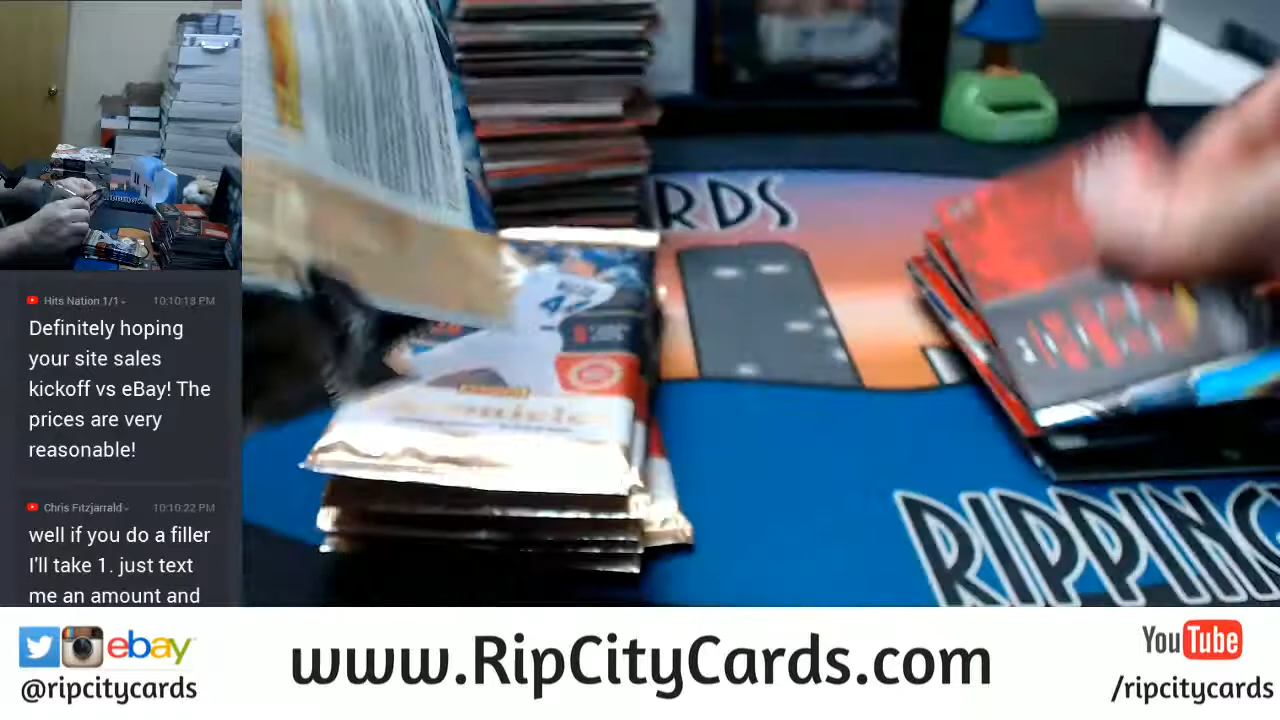 Hits Nation 1/1
10:10:18 PM
Definitely hoping
your site sales
kickoff vs eBay! The
prices are very
reasonable!
Chris Fitzjarrald
10:10:22 PM
well if you do a filler
I'll take 1. just text
me an amount and
RDS
RIPPING
ebay
@ripcitycards
www.RipCityCards.com
YouTube
/ripcitycards